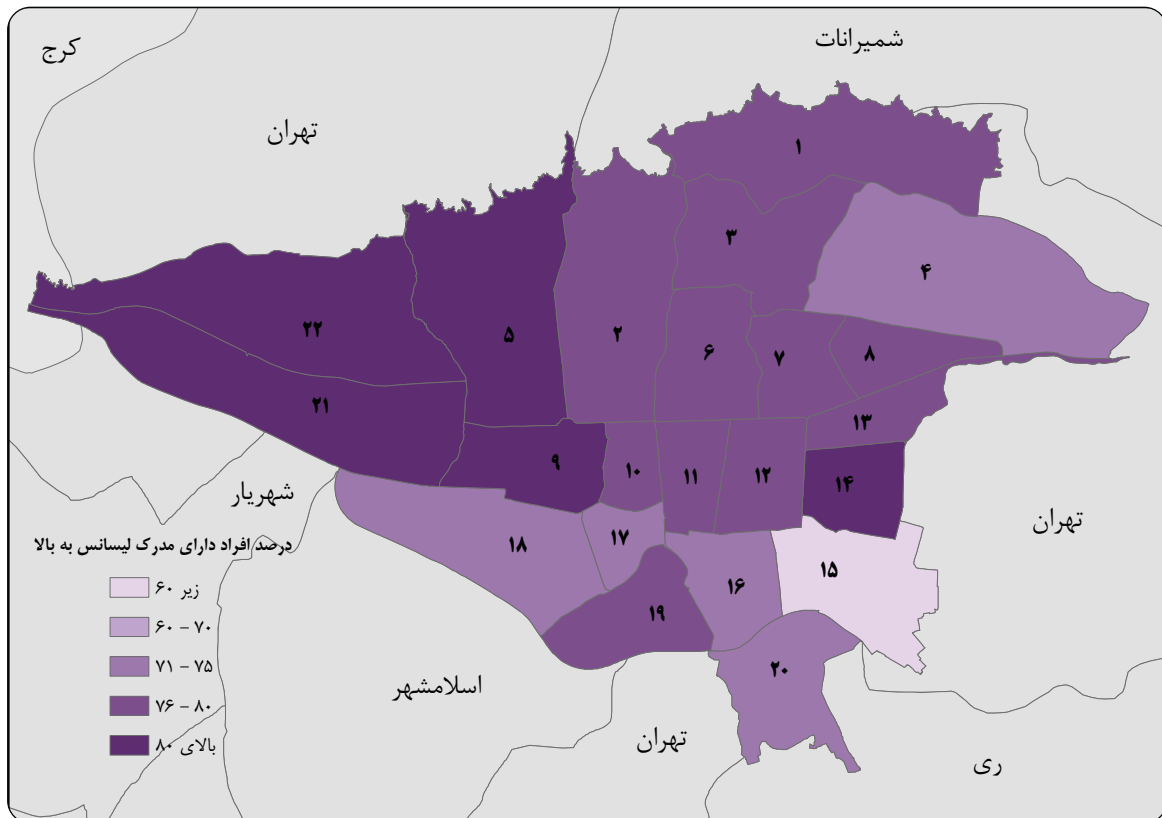 کرج
شمیرانات
تهران
۱
۳
۴
۲۲
۵
۲
۶
۷
۸
۲۱
۱۳
۹
۱۰
۱۱
۱۲
۱۴
شهریار
تهران
۱۸
۱۷
۱۵
۱۶
۱۹
۲۰
اسلامشهر
تهران
ری
درصد افراد دارای مدرک لیسانس به بالا
زیر ۶۰
۶۰ - ۷۰
۷۱ - ۷۵
۷۶ - ۸۰
بالای ۸۰